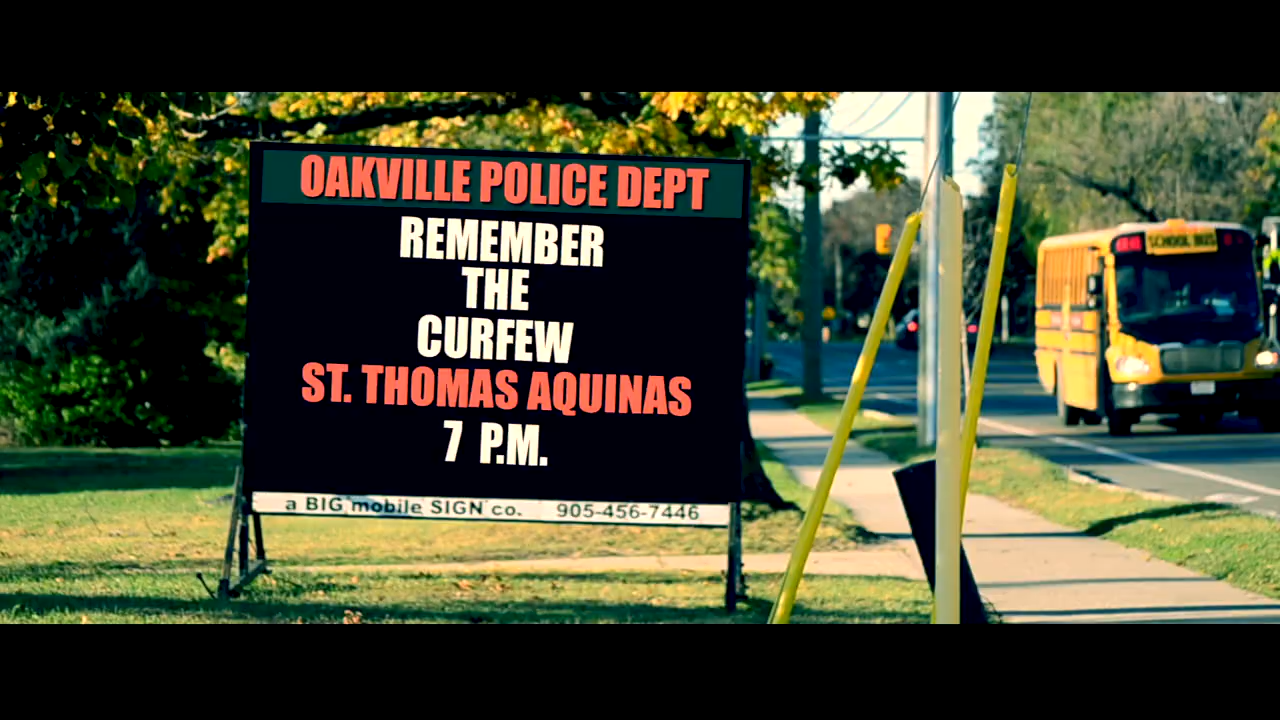 OAKVILLE POLICE DEPT
REMEMBER
THE
CURFEW
ST. THOMAS AQUINAS
7 P.M.
a BIG mobile SIGN co. 905-456-7446
SCHOOL BUS